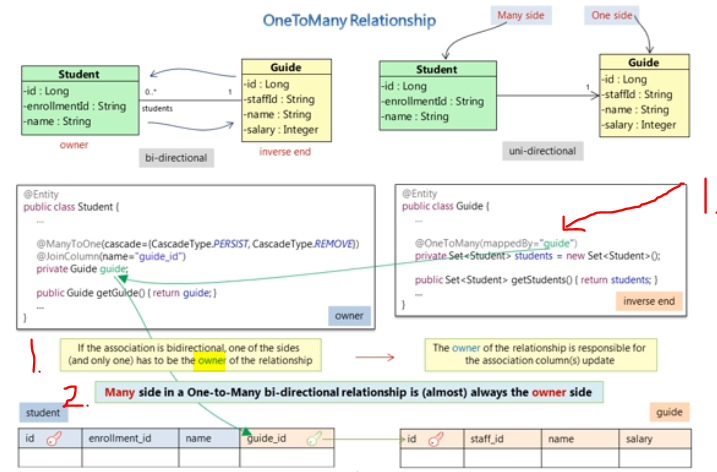 OneToMany Relationship
Many side
One side
Student
-id : Long
-enrollmentId : String
-name : String
owner
0..*
1
students
bi-directional
Guide
-id : Long
-staffId : String
-name : String
-salary : Integer
inverse end
Student
-id : Long
-enrollmentId : String
-name : String
1
uni-directional
Guide
-id : Long
-staffId : String
-name : String
-salary : Integer
@Entity
public class Student {
...
@ManyToOne(cascade={CascadeType.PERSIST, CascadeType.REMOVE})
@JoinColumn(name="guide_id")
private Guide guide;
public Guide getGuide() { return guide; }
...
}
owner
@Entity
public class Guide {
...
@OneToMany(mappedBy="guide")
private Set<Student> students = new Set<Student>();
public Set<Student> getStudents() { return students; }
...
}
inverse end
1.
1.
If the association is bidirectional, one of the sides
(and only one) has to be the owner of the relationship
The owner of the relationship is responsible for
the association column(s) update
2.
Many side in a One-to-Many bi-directional relationship is (almost) always the owner side
student
id enrollment_id name guide_id
guide
id staff_id name salary